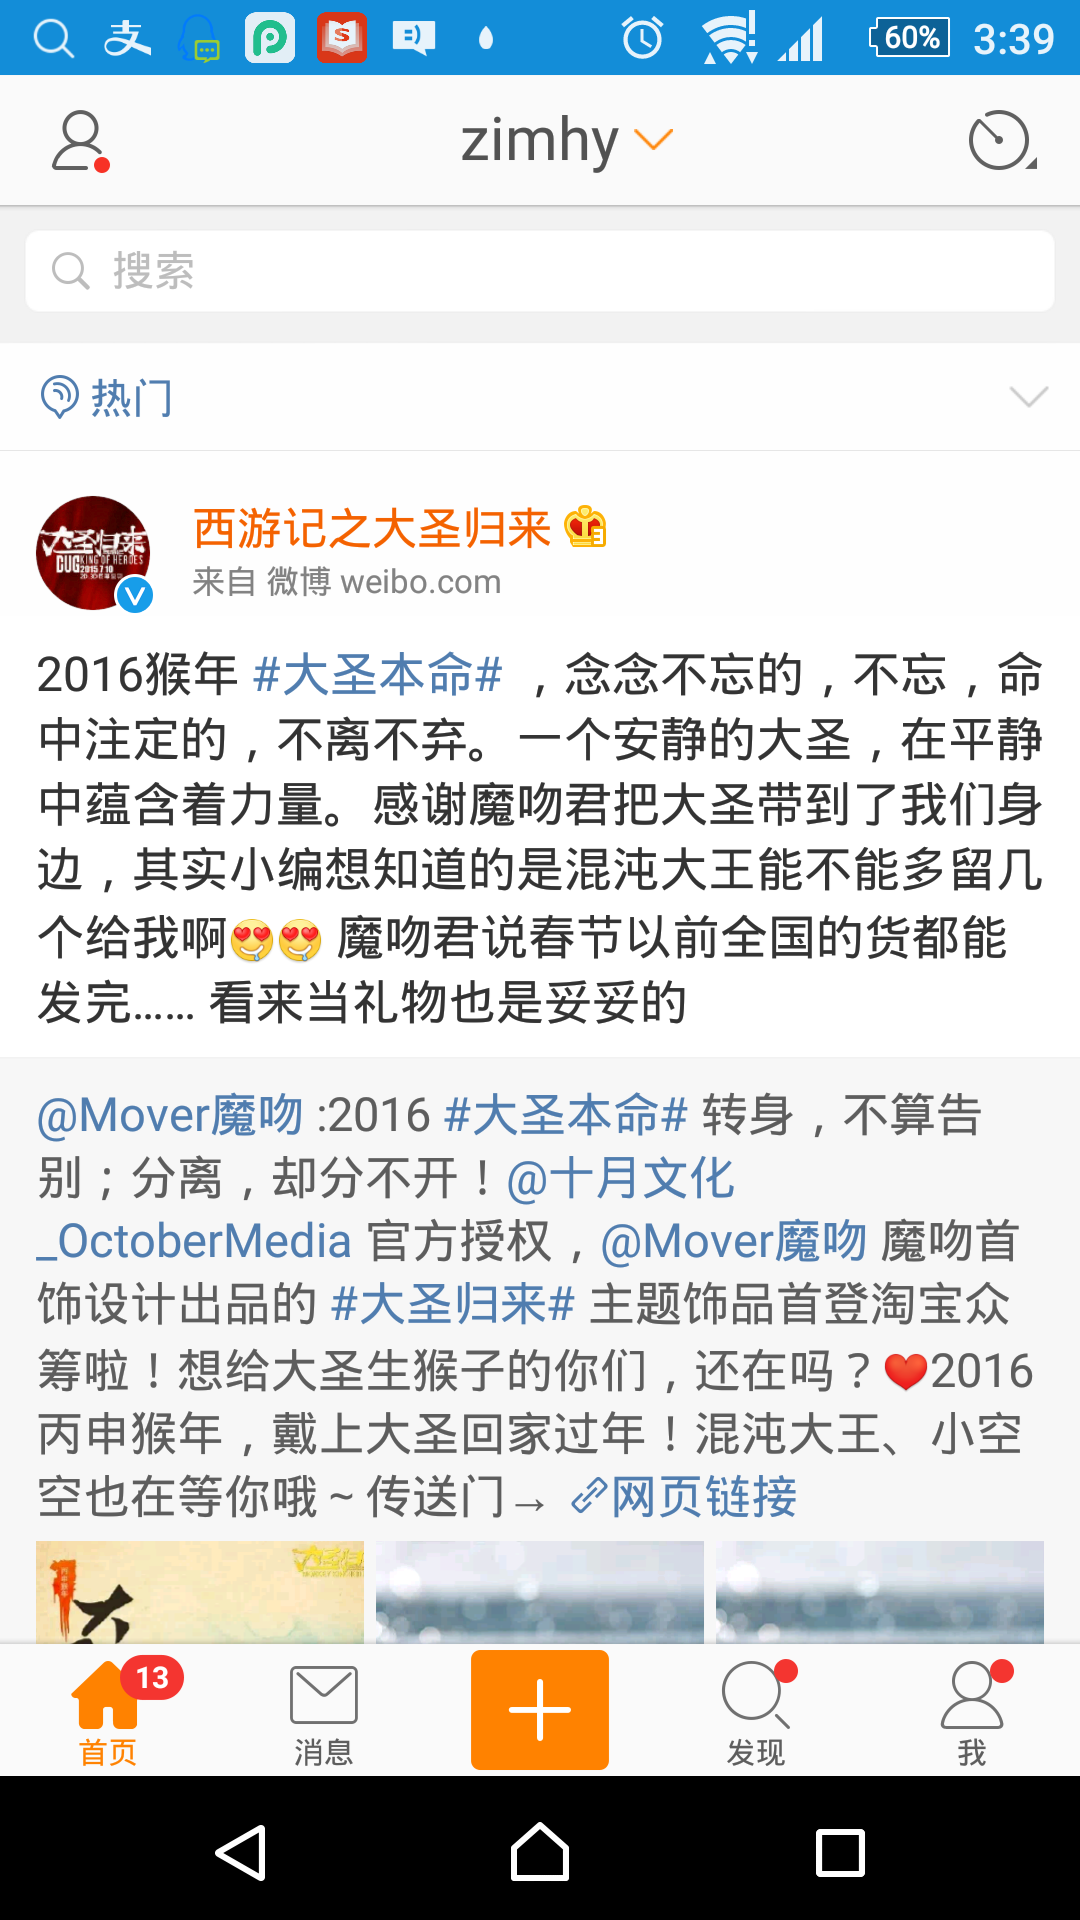 60% 3:39
zimhy
搜索
热门
大圣归来
KING OF HEROES
西游记之大圣归来
来自 微博 weibo.com
2016猴年 #大圣本命# ，念念不忘的，不忘，命
中注定的，不离不弃。一个安静的大圣，在平静
中蕴含着力量。感谢魔吻君把大圣带到了我们身
边，其实小编想知道的是混沌大王能不能多留几
个给我啊😍😍 魔吻君说春节以前全国的货都能
发完…… 看来当礼物也是妥妥的
@Mover魔吻 :2016 #大圣本命# 转身，不算告
别；分离，却分不开！@十月文化
_OctoberMedia 官方授权，@Mover魔吻 魔吻首
饰设计出品的 #大圣归来# 主题饰品首登淘宝众
筹啦！想给大圣生猴子的你们，还在吗？❤2016
丙申猴年，戴上大圣回家过年！混沌大王、小空
空也在等你哦～传送门→ 网页链接
13
首页 消息 发现 我